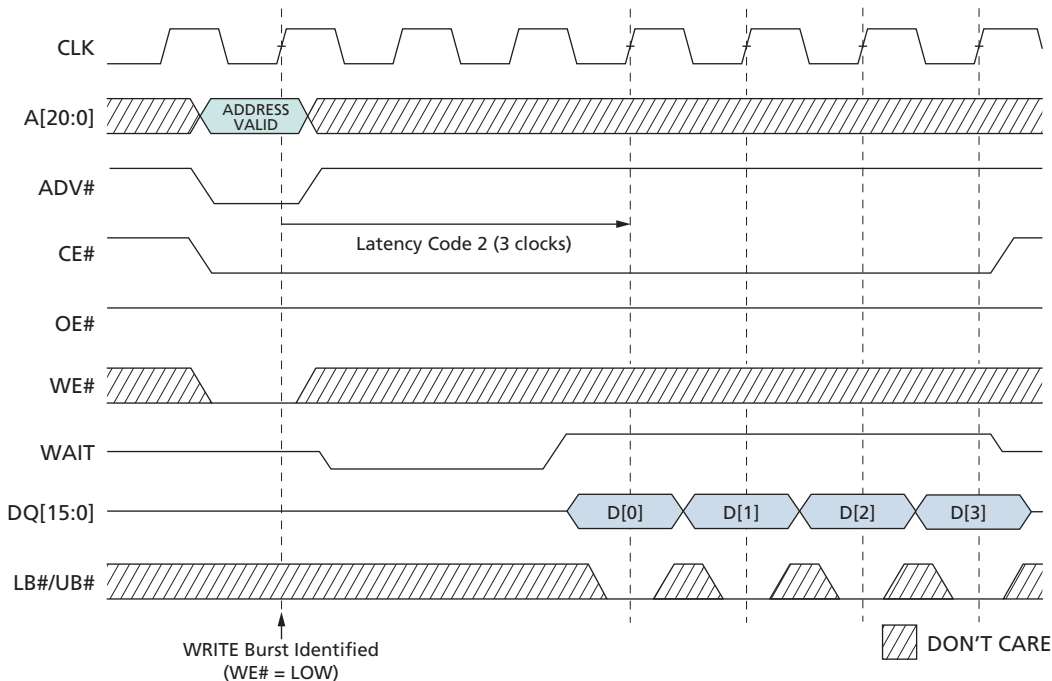 CLK
A[20:0]
ADDRESS
VALID
ADV#
Latency Code 2 (3 clocks)
CE#
OE#
WE#
WAIT
DQ[15:0]
D[0]
D[1]
D[2]
D[3]
LB#/UB#
WRITE Burst Identified
(WE# = LOW)
DON'T CARE